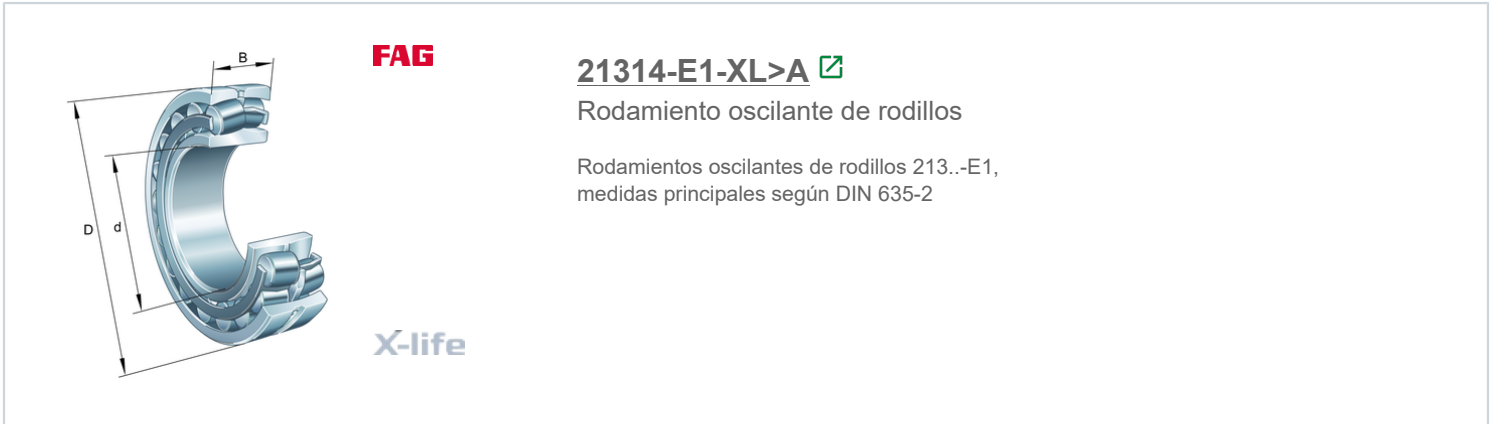 B
FAG
21314-E1-XL>A
Rodamiento oscilante de rodillos
Rodamientos oscilantes de rodillos 213..-E1,
medidas principales según DIN 635-2
D
d
X-life